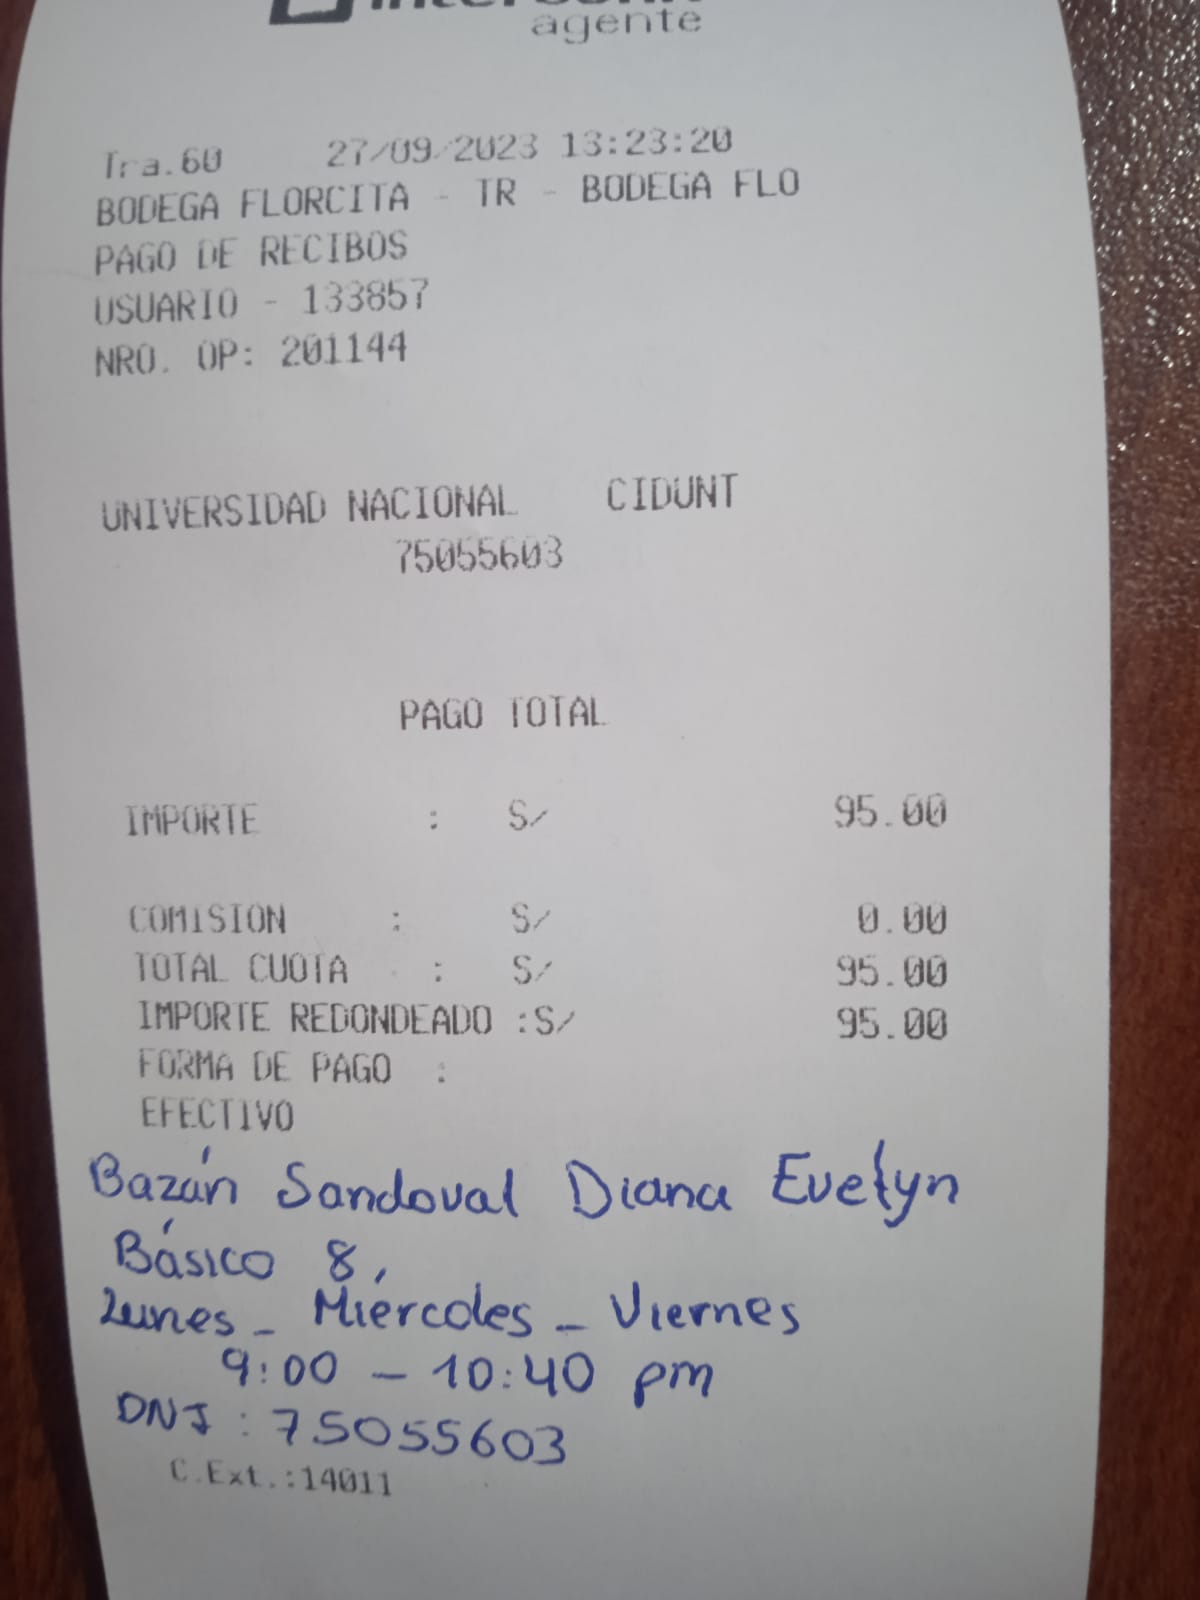 agente
Tra.60 27/09/2023 13:23:20
BODEGA FLORCITA - TR - BODEGA FLO
PAGO DE RECIBOS
USUARIO - 133857
NRO. OP: 201144
UNIVERSIDAD NACIONAL CIDUNT
75055603
PAGO TOTAL
IMPORTE : S/ 95.00
COMISION : S/ 0.00
TOTAL CUOTA : S/ 95.00
IMPORTE REDONDEADO :S/ 95.00
FORMA DE PAGO :
EFECTIVO
Bazán Sandoval Diana Evelyn
Básico 8,
Lunes - Miércoles - Viernes
9:00 - 10:40 pm
DNI : 75055603
C.Ext.:14011